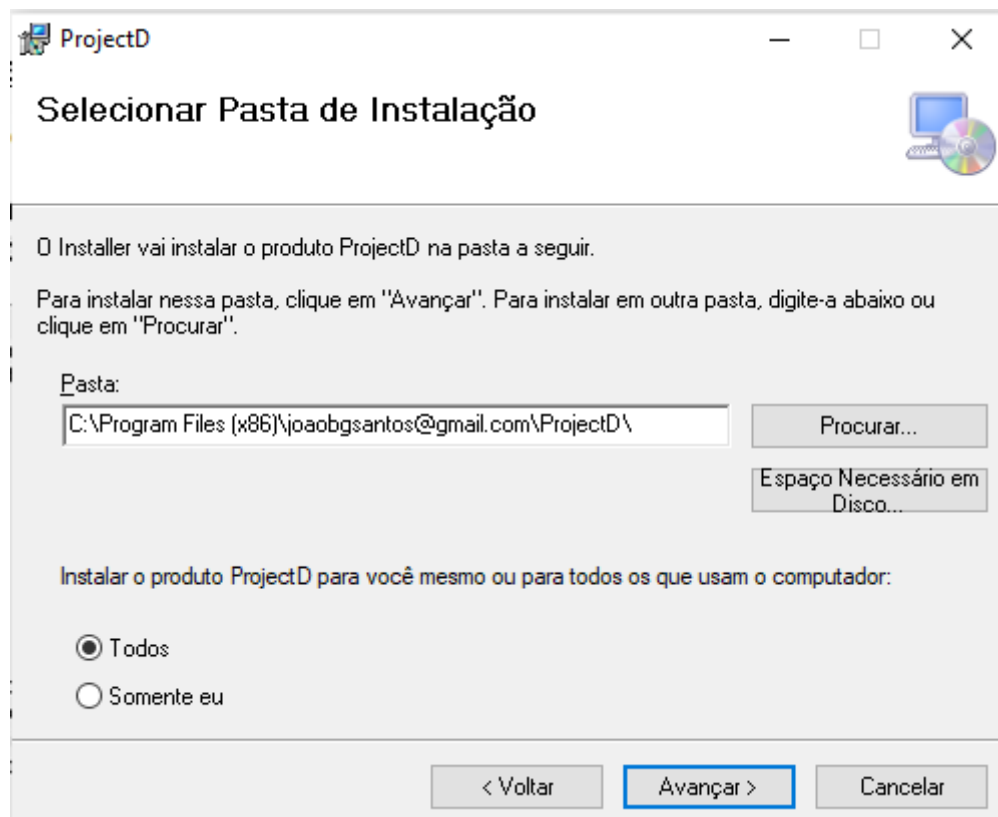 ProjectD
Selecionar Pasta de Instalação
O Installer vai instalar o produto ProjectD na pasta a seguir.
Para instalar nessa pasta, clique em "Avançar". Para instalar em outra pasta, digite-a abaixo ou
clique em "Procurar".
Pasta:
C:\Program Files (x86)\joaobgsantos@gmail.com\ProjectD\
Procurar...
Espaço Necessário em
Disco...
Instalar o produto ProjectD para você mesmo ou para todos os que usam o computador:
Todos
Somente eu
< Voltar
Avançar >
Cancelar